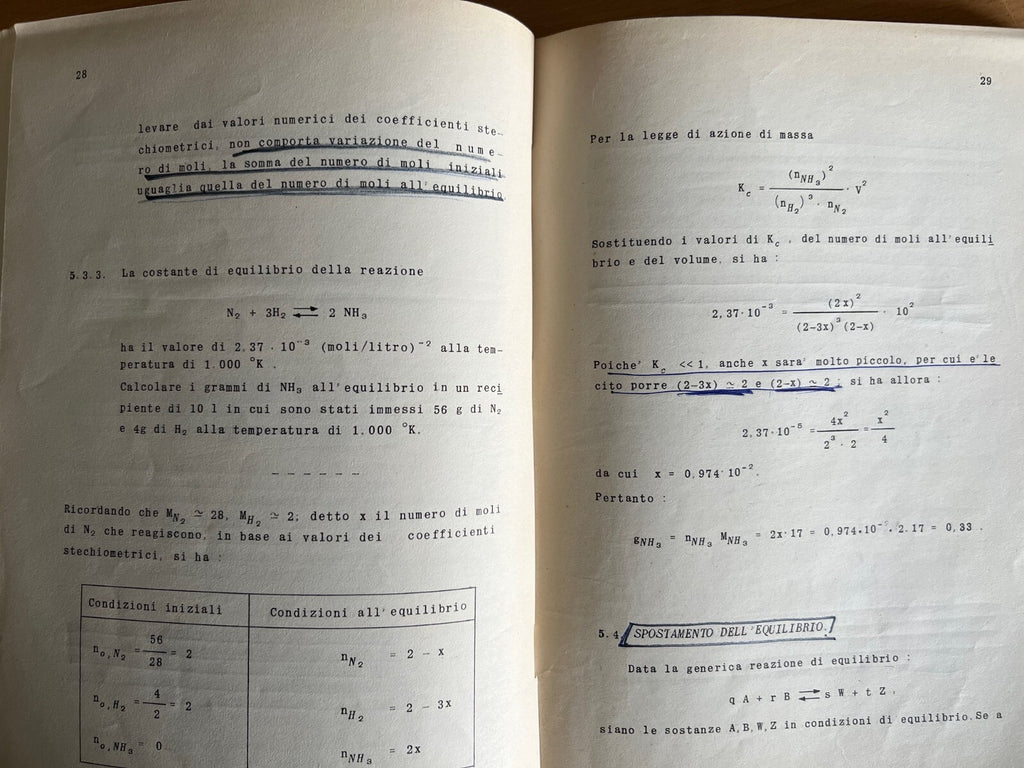 28
levare dai valori numerici dei coefficienti ste-
chiometrici, non comporta variazione del nume-
ro di moli, la somma del numero di moli iniziali
uguaglia quella del numero di moli all'equilibrio
5.3.3. La costante di equilibrio della reazione
N₂ + 3H₂ ⇌ 2 NH₃
ha il valore di 2,37 · 10⁻³ (moli/litro)⁻² alla tem-
peratura di 1.000 °K .
Calcolare i grammi di NH₃ all'equilibrio in un reci
piente di 10 l in cui sono stati immessi 56 g di N₂
e 4g di H₂ alla temperatura di 1.000 °K.
– – – – – –
Ricordando che M_N₂ ≃ 28, M_H₂ ≃ 2; detto x il numero di moli
di N₂ che reagiscono, in base ai valori dei coefficienti
stechiometrici, si ha :
Condizioni iniziali | Condizioni all'equilibrio
n_o,N₂ = 56/28 = 2 | n_N₂ = 2 - x
n_o,H₂ = 4/2 = 2 | n_H₂ = 2 - 3x
n_o,NH₃ = 0 | n_NH₃ = 2x
29
Per la legge di azione di massa
K_c = (n_NH₃)² / (n_H₂)³ · n_N₂ · V²
Sostituendo i valori di K_c , del numero di moli all'equili
brio e del volume, si ha :
2,37·10⁻³ = (2x)² / (2-3x)³(2-x) · 10²
Poiche' K_c << 1, anche x sara' molto piccolo, per cui e' le
cito porre (2-3x) ≃ 2 e (2-x) ≃ 2 ; si ha allora :
2,37·10⁻⁵ = 4x² / 2³ . 2 = x² / 4
da cui x = 0,974·10⁻².
Pertanto :
g_NH₃ = n_NH₃ M_NH₃ = 2x·17 = 0,974·10⁻². 2.17 = 0,33 .
5.4 SPOSTAMENTO DELL'EQUILIBRIO.
Data la generica reazione di equilibrio :
q A + r B ⇌ s W + t Z ,
siano le sostanze A,B,W,Z in condizioni di equilibrio.Se a